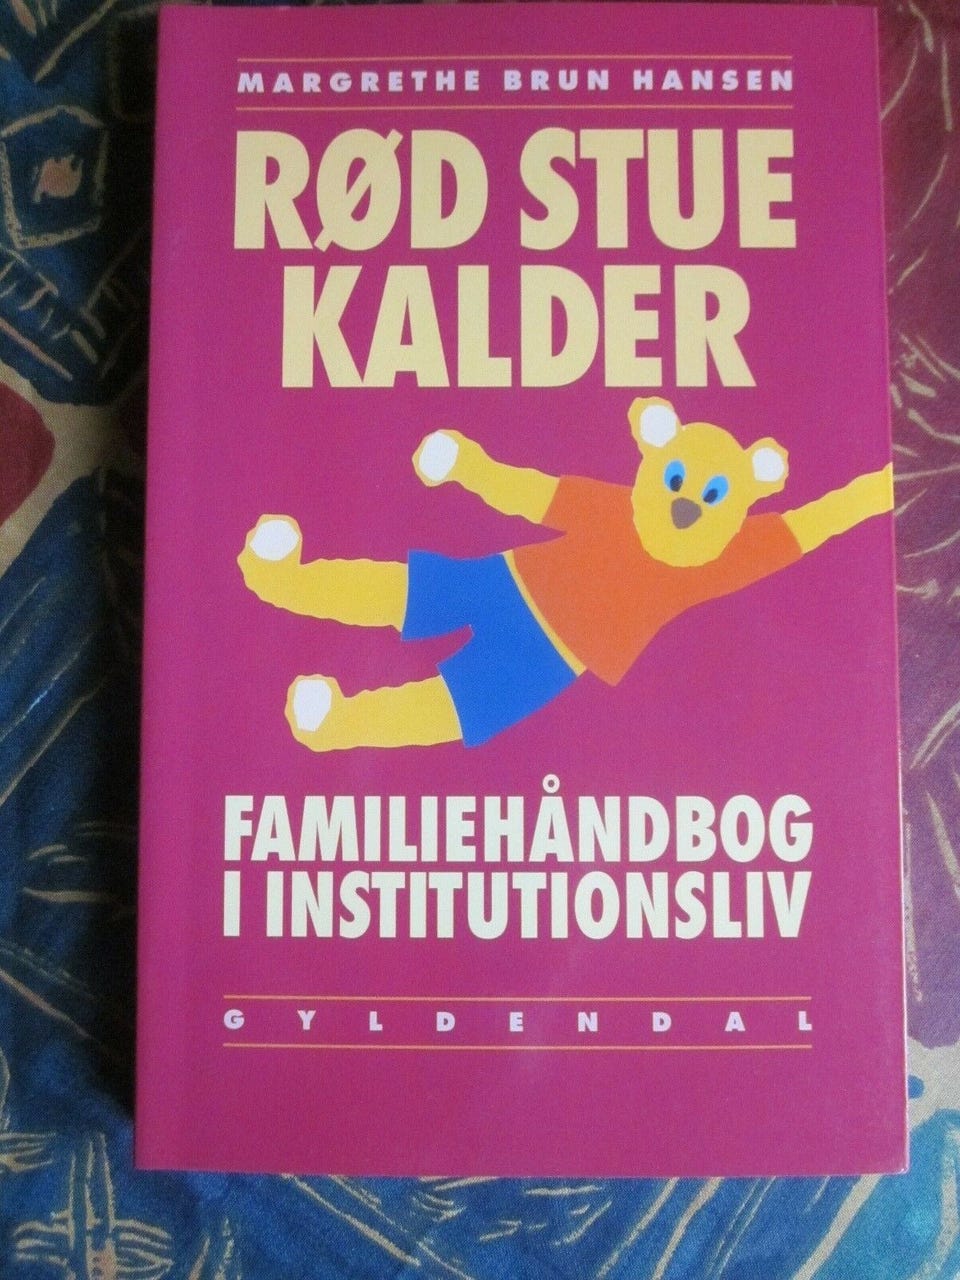 MARGRETHE BRUN HANSEN
RØD STUE
KALDER
FAMILIEHÅNDBOG
I INSTITUTIONSLIV
GYLDENDAL